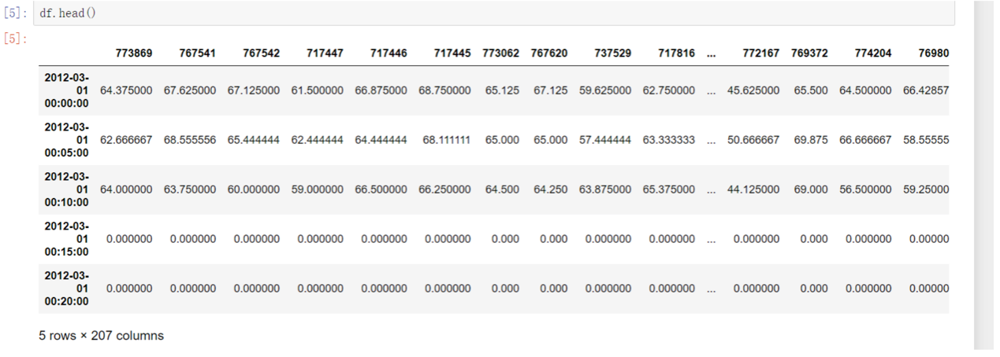 [5]: df.head()
[5]:
773869 767541 767542 717447 717446 717445 773062 767620 737529 717816 ... 772167 769372 774204 76980
2012-03-
01 64.375000 67.625000 67.125000 61.500000 66.875000 68.750000 65.125 67.125 59.625000 62.750000 ... 45.625000 65.500 64.500000 66.42857
00:00:00
2012-03-
01 62.666667 68.555556 65.444444 62.444444 64.444444 68.111111 65.000 65.000 57.444444 63.333333 ... 50.666667 69.875 66.666667 58.55555
00:05:00
2012-03-
01 64.000000 63.750000 60.000000 59.000000 66.500000 66.250000 64.500 64.250 63.875000 65.375000 ... 44.125000 69.000 56.500000 59.25000
00:10:00
2012-03-
01 0.000000 0.000000 0.000000 0.000000 0.000000 0.000000 0.000 0.000 0.000000 0.000000 ... 0.000000 0.000 0.000000 0.00000
00:15:00
2012-03-
01 0.000000 0.000000 0.000000 0.000000 0.000000 0.000000 0.000 0.000 0.000000 0.000000 ... 0.000000 0.000 0.000000 0.00000
00:20:00
5 rows × 207 columns